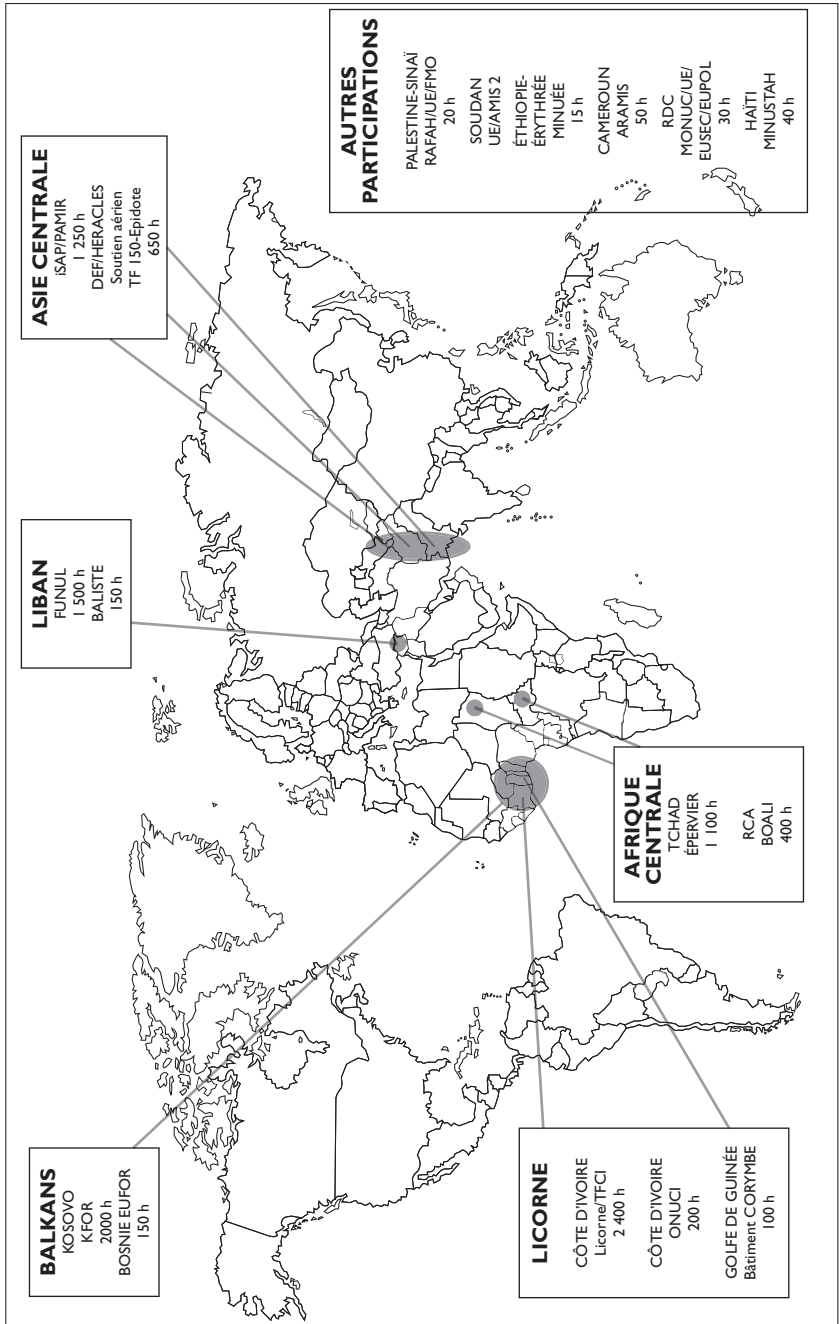 BALKANS
KOSOVO
KFOR
2000 h
BOSNIE EUFOR
150 h
LIBAN
FUNUL
1 500 h
BALISTE
150 h
ASIE CENTRALE
iSAP/PAMIR
1 250 h
DEF/HERACLES
Soutien aérien
TF 150-Epidote
650 h
LICORNE
CÔTE D'IVOIRE
Licorne/TFCI
2 400 h
CÔTE D'IVOIRE
ONUCI
200 h
GOLFE DE GUINÉE
Bâtiment CORYMBE
100 h
AFRIQUE
CENTRALE
TCHAD
ÉPERVIER
1 100 h
RCA
BOALI
400 h
AUTRES
PARTICIPATIONS
PALESTINE-SINAÏ
RAFAH/UE/FMO
20 h
SOUDAN
UE/AMIS 2
ÉTHIOPIE-
ÉRYTHRÉE
MINUÉE
15 h
CAMEROUN
ARAMIS
50 h
RDC
MONUC/UE/
EUSEC/EUPOL
30 h
HAÏTI
MINUSTAH
40 h